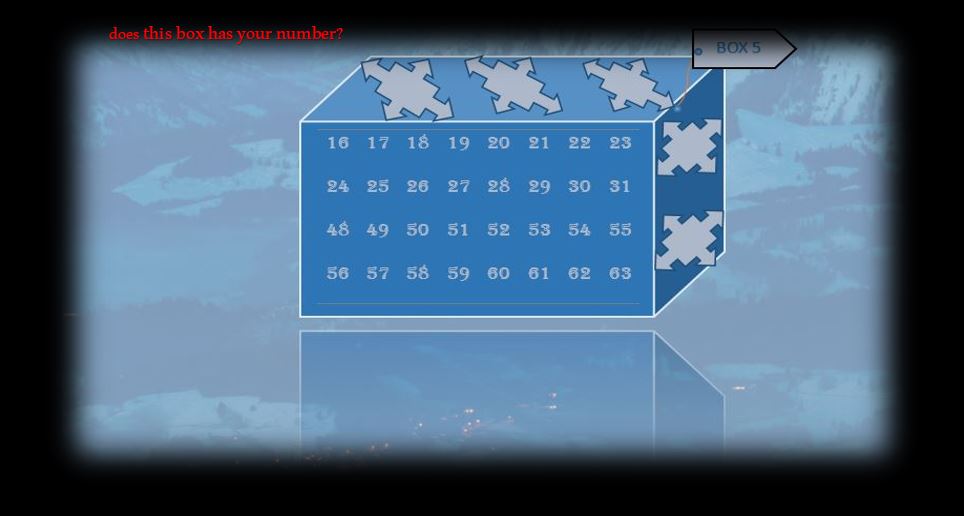 does this box has your number?
BOX 5
16 17 18 19 20 21 22 23
24 25 26 27 28 29 30 31
48 49 50 51 52 53 54 55
56 57 58 59 60 61 62 63